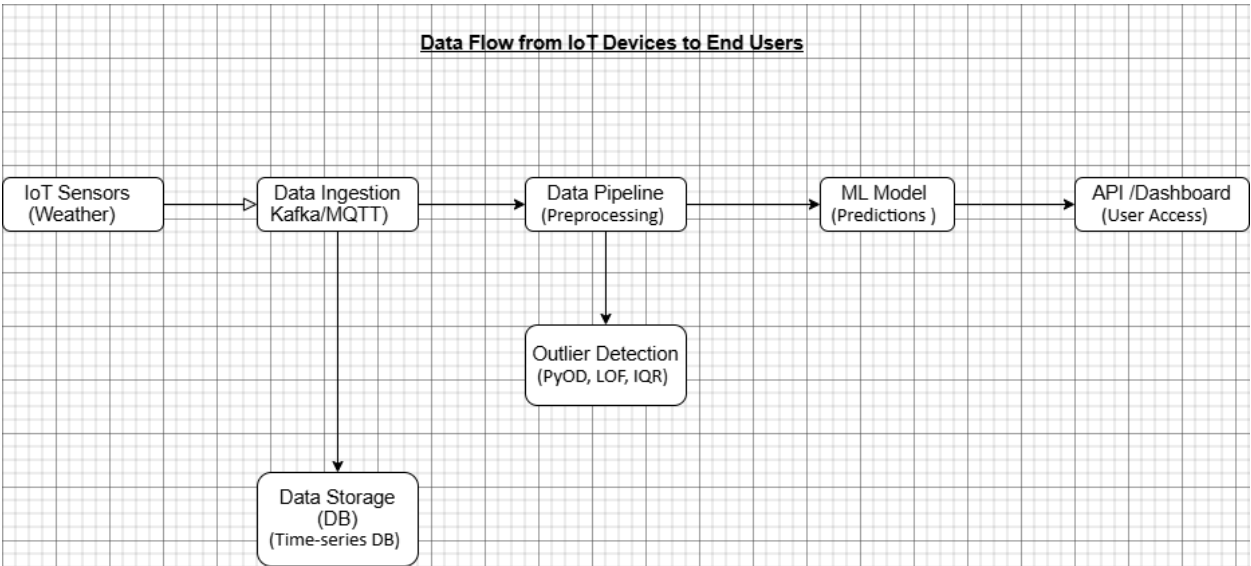 Data Flow from IoT Devices to End Users
IoT Sensors
(Weather)
Data Ingestion
Kafka/MQTT)
Data Pipeline
(Preprocessing)
ML Model
(Predictions )
API /Dashboard
(User Access)
Outlier Detection
(PyOD, LOF, IQR)
Data Storage
(DB)
(Time-series DB)